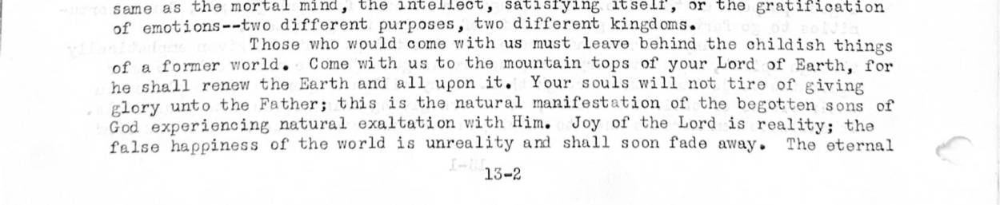 same as the mortal mind, the intellect, satisfying itself, or the gratification
of emotions--two different purposes, two different kingdoms.
Those who would come with us must leave behind the childish things
of a former world. Come with us to the mountain tops of your Lord of Earth, for
he shall renew the Earth and all upon it. Your souls will not tire of giving
glory unto the Father; this is the natural manifestation of the begotten sons of
God experiencing natural exaltation with Him. Joy of the Lord is reality; the
false happiness of the world is unreality and shall soon fade away. The eternal
13-2